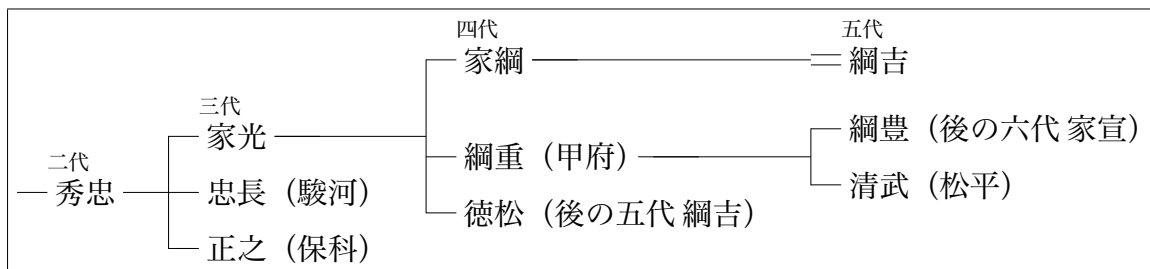 四代
家綱
五代
綱吉
三代
家光
綱豊（後の六代 家宣）
綱重（甲府）
二代
秀忠
忠長（駿河）
清武（松平）
徳松（後の五代 綱吉）
正之（保科）